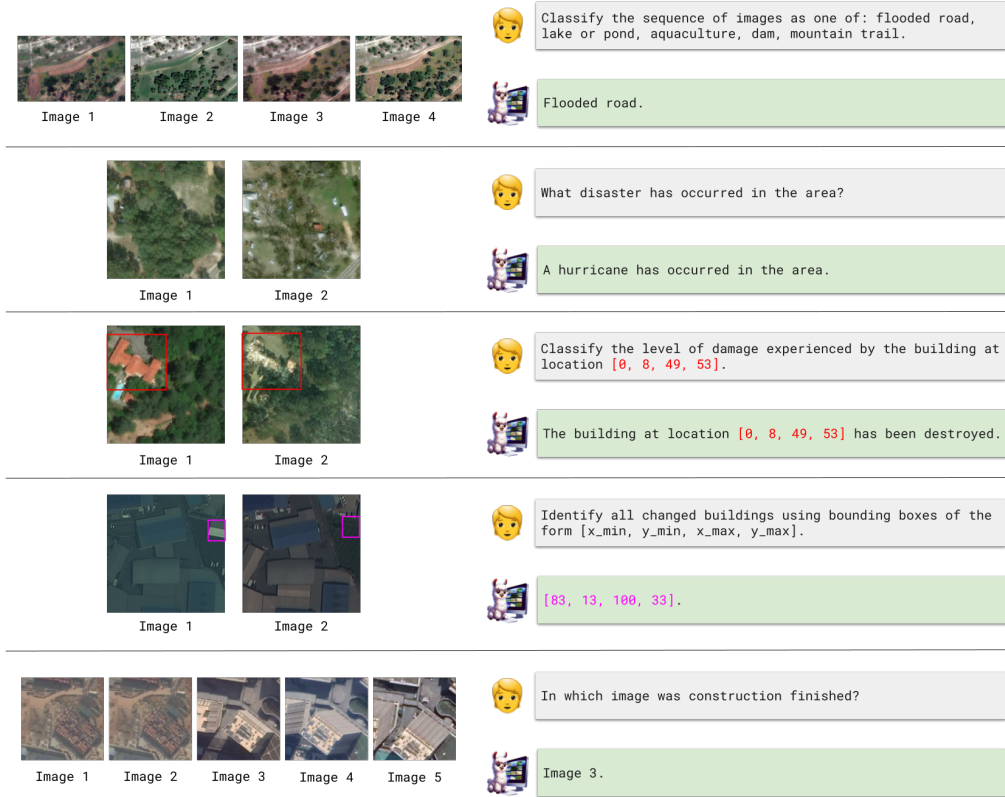 Classify the sequence of images as one of: flooded road,
lake or pond, aquaculture, dam, mountain trail.
Flooded road.
Image 1
Image 2
Image 3
Image 4
What disaster has occurred in the area?
A hurricane has occurred in the area.
Image 1
Image 2
Classify the level of damage experienced by the building at
location [0, 8, 49, 53].
The building at location [0, 8, 49, 53] has been destroyed.
Image 1
Image 2
Identify all changed buildings using bounding boxes of the
form [x_min, y_min, x_max, y_max].
[83, 13, 100, 33].
Image 1
Image 2
In which image was construction finished?
Image 3.
Image 1
Image 2
Image 3
Image 4
Image 5